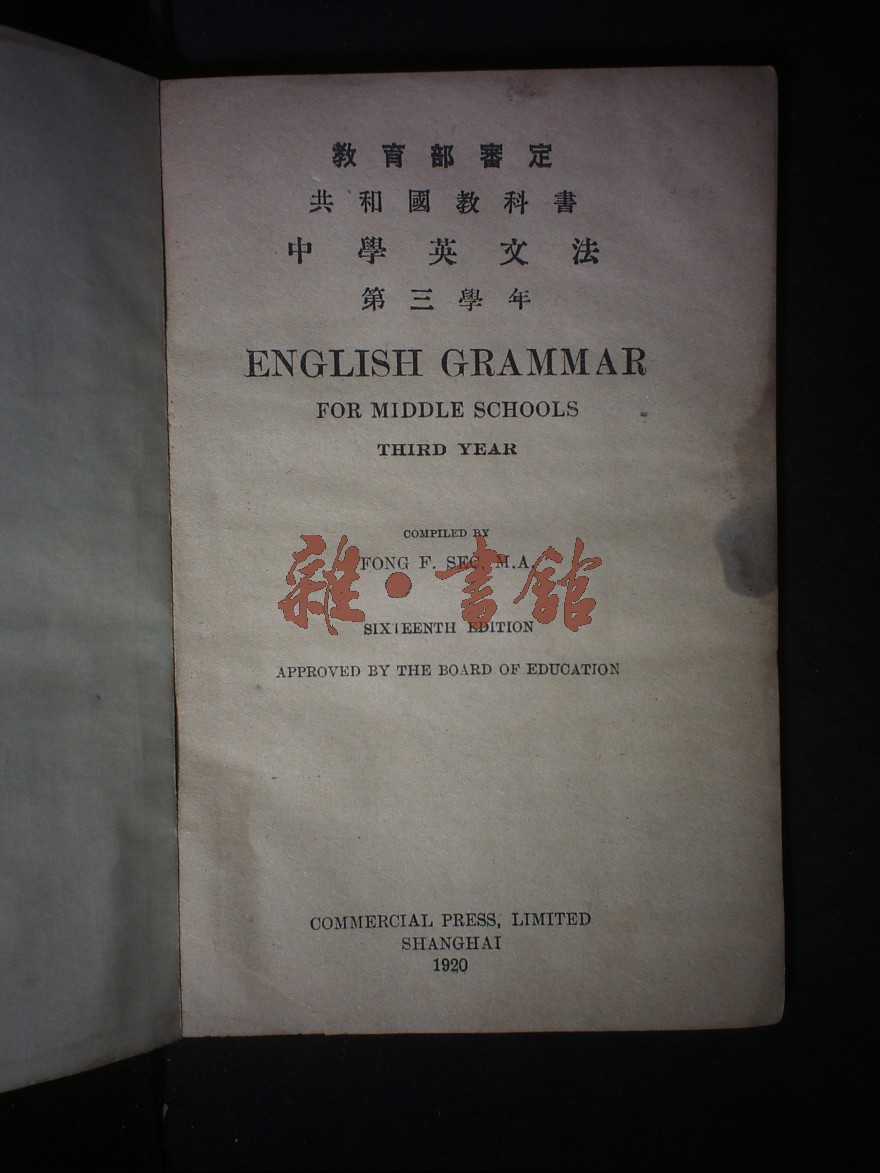 教育部審定
共和國教科書
中學英文法
第三學年
ENGLISH GRAMMAR
FOR MIDDLE SCHOOLS
THIRD YEAR
COMPILED BY
FONG F. SEC, M.A.
雜·書館
SIXTEENTH EDITION
APPROVED BY THE BOARD OF EDUCATION
COMMERCIAL PRESS, LIMITED
SHANGHAI
1920